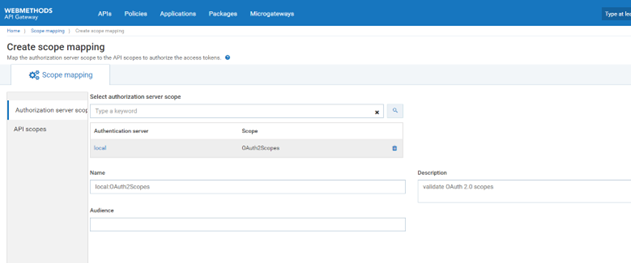 WEBMETHODS
API Gateway
APIs Policies Applications Packages Microgateways
Type at lea
Home | Scope mapping | Create scope mapping
Create scope mapping
Map the authorization server scope to the API scopes to authorize the access tokens.
Scope mapping
Authorization server scop
API scopes
Select authorization server scope
Type a keyword
Authentication server Scope
local OAuth2Scopes
Name
local:OAuth2Scopes
Description
validate OAuth 2.0 scopes
Audience